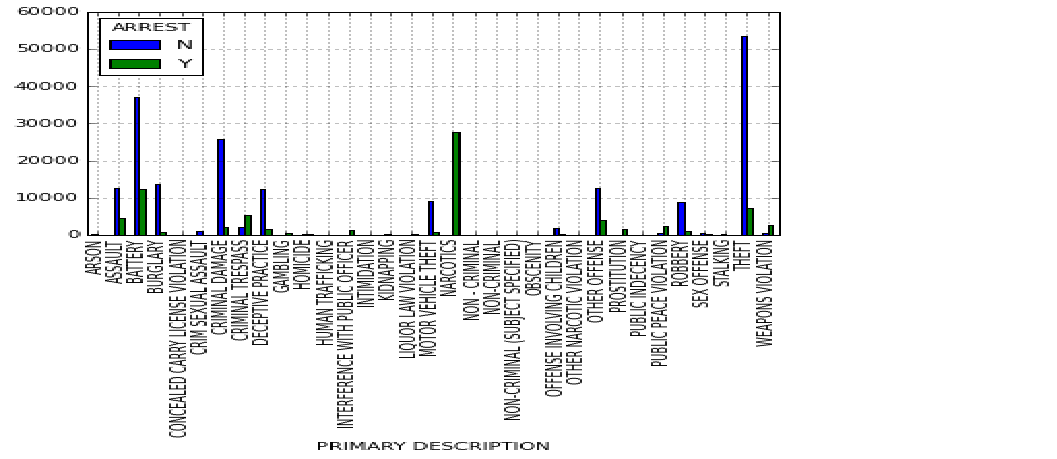 60000
50000
40000
30000
20000
10000
0
ARREST
N
Y
ARSON
ASSAULT
BATTERY
BURGLARY
CONCEALED CARRY LICENSE VIOLATION
CRIM SEXUAL ASSAULT
CRIMINAL DAMAGE
CRIMINAL TRESPASS
DECEPTIVE PRACTICE
GAMBLING
HOMICIDE
HUMAN TRAFFICKING
INTERFERENCE WITH PUBLIC OFFICER
INTIMIDATION
KIDNAPPING
LIQUOR LAW VIOLATION
MOTOR VEHICLE THEFT
NARCOTICS
NON - CRIMINAL
NON-CRIMINAL
NON-CRIMINAL (SUBJECT SPECIFIED)
OBSCENITY
OFFENSE INVOLVING CHILDREN
OTHER NARCOTIC VIOLATION
OTHER OFFENSE
PROSTITUTION
PUBLIC INDECENCY
PUBLIC PEACE VIOLATION
ROBBERY
SEX OFFENSE
STALKING
THEFT
WEAPONS VIOLATION
PRIMARY DESCRIPTION